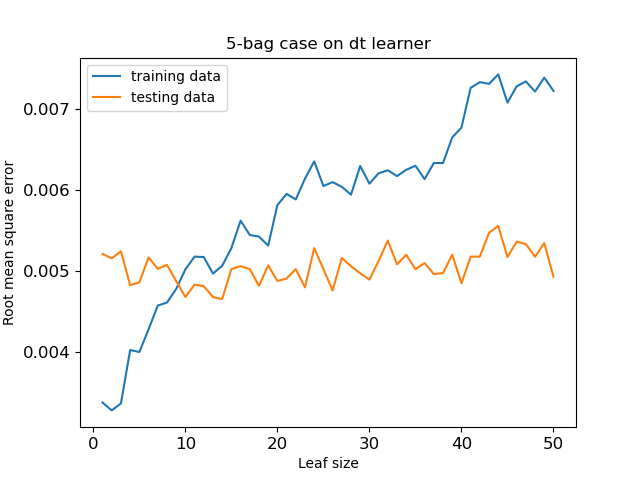 5-bag case on dt learner
training data
testing data
Root mean square error
0.007
0.006
0.005
0.004
0 10 20 30 40 50
Leaf size